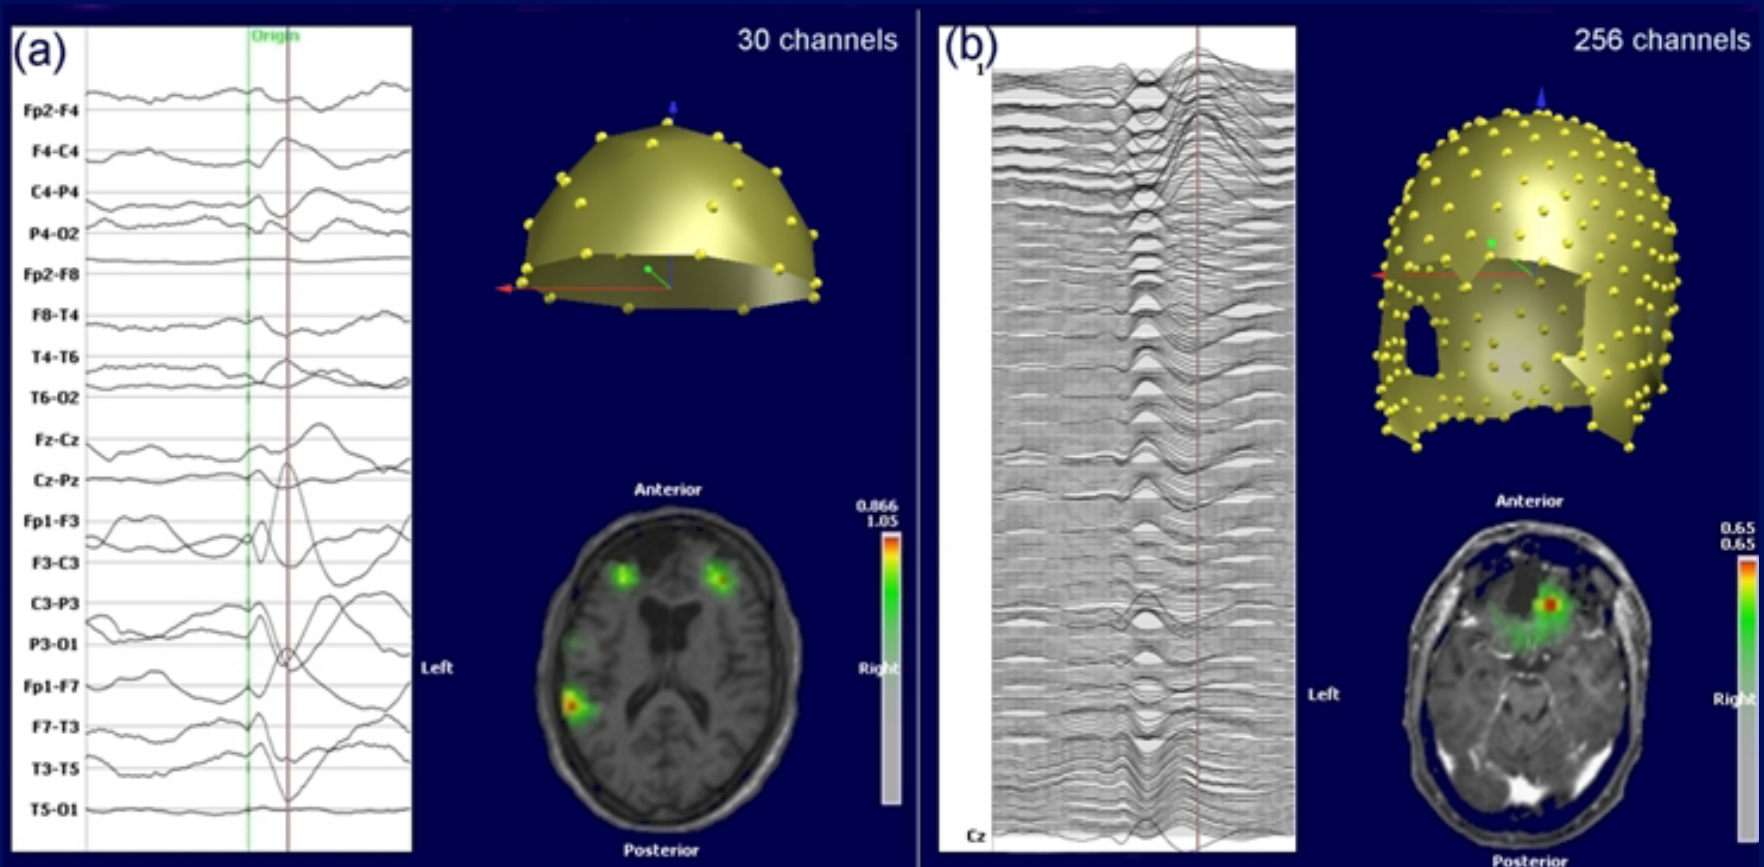 (a)
Origin
30 channels
Fp2-F4
F4-C4
C4-P4
P4-O2
Fp2-F8
F8-T4
T4-T6
T6-O2
Fz-Cz
Cz-Pz
Fp1-F3
F3-C3
C3-P3
P3-O1
Fp1-F7
F7-T3
T3-T5
T5-O1
Anterior
0.866
1.05
Left
Right
Posterior
(b)
256 channels
1
Cz
Anterior
0.65
0.65
Left
Right
Posterior